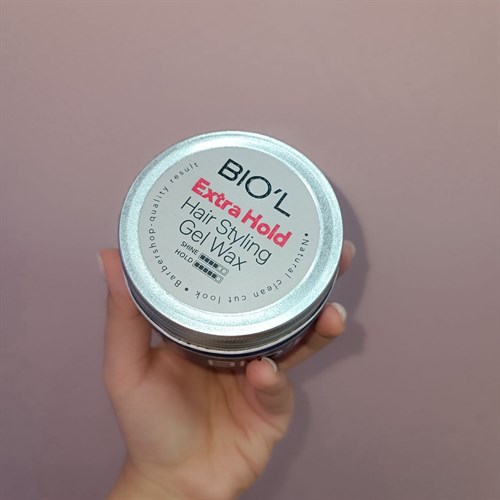 BIO'L
Extra Hold
Hair Styling
Gel Wax
SHINE
HOLD
• Natural clean cut look • Barbershop-quality result